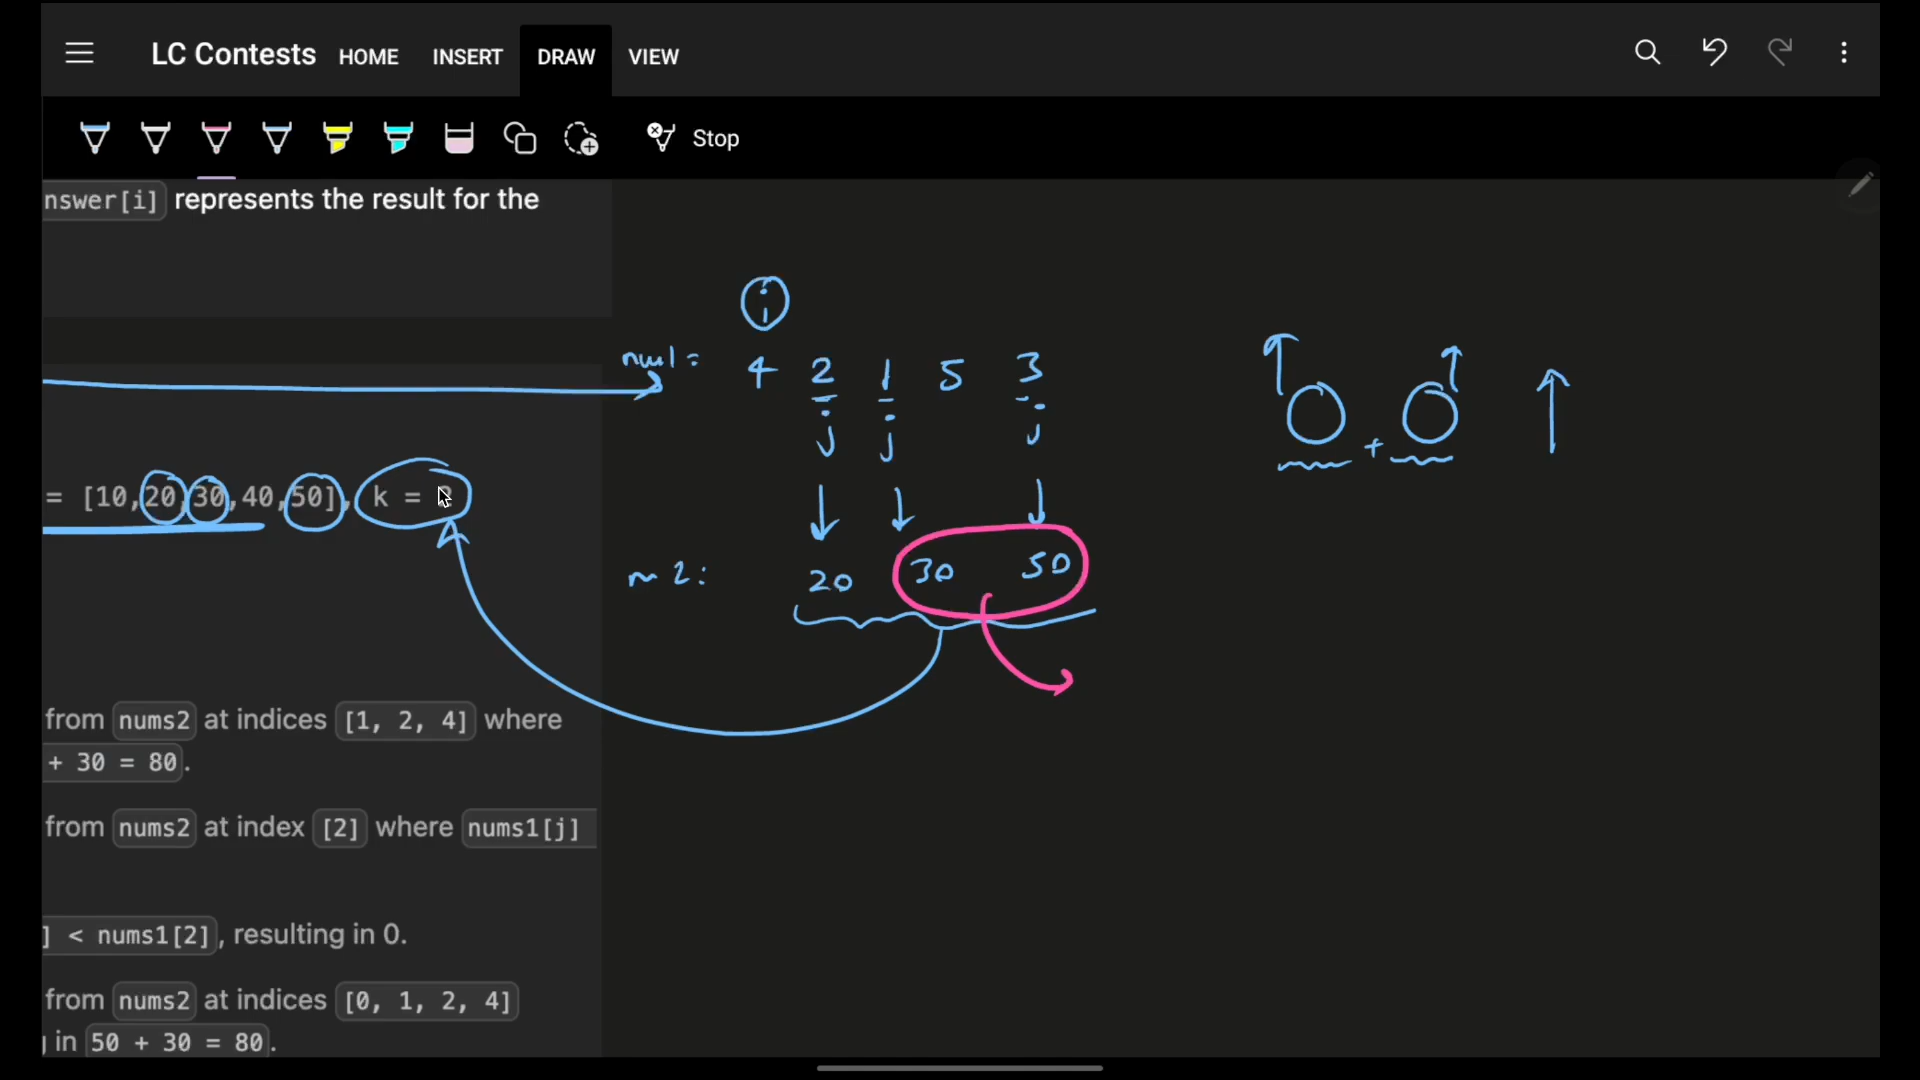 LC Contests HOME INSERT DRAW VIEW
Stop
nswer[i] represents the result for the
i
num1 = 4 2 1 5 3
j j j
= [10,20,30,40,50], k =
+
n2: 20 30 50
from nums2 at indices [1, 2, 4] where
+ 30 = 80.
from nums2 at index [2] where nums1[j]
] < nums1[2], resulting in 0.
from nums2 at indices [0, 1, 2, 4]
in 50 + 30 = 80.